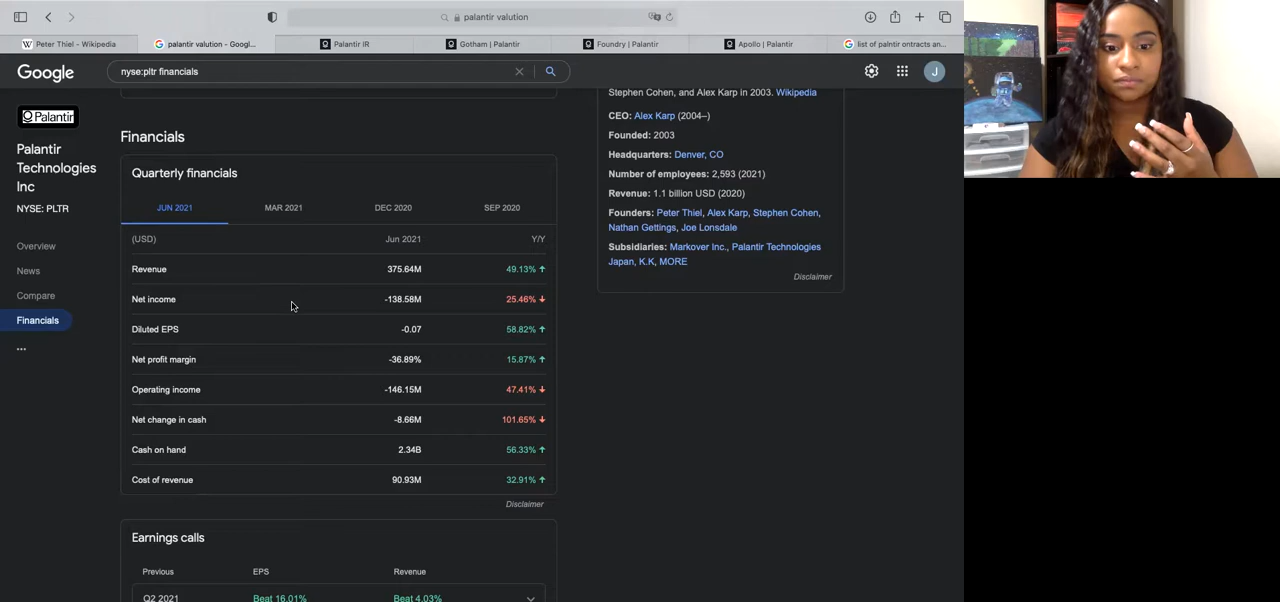 palantir valution
Peter Thiel - Wikipedia
palantir valution - Googl...
Palantir IR
Gotham | Palantir
Foundry | Palantir
Apollo | Palantir
list of palntir ontracts an...
Google
nyse:pltr financials
J
Palantir
Palantir Technologies Inc
NYSE: PLTR
Overview
News
Compare
Financials
Financials
Quarterly financials
JUN 2021 MAR 2021 DEC 2020 SEP 2020
(USD) Jun 2021 Y/Y
Revenue 375.64M 49.13%
Net income -138.58M 25.46%
Diluted EPS -0.07 58.82%
Net profit margin -36.89% 15.87%
Operating income -146.15M 47.41%
Net change in cash -8.66M 101.65%
Cash on hand 2.34B 56.33%
Cost of revenue 90.93M 32.91%
Disclaimer
Earnings calls
Previous EPS Revenue
Q2 2021 Beat 16.01% Beat 4.03%
Stephen Cohen, and Alex Karp in 2003. Wikipedia
CEO: Alex Karp (2004–)
Founded: 2003
Headquarters: Denver, CO
Number of employees: 2,593 (2021)
Revenue: 1.1 billion USD (2020)
Founders: Peter Thiel, Alex Karp, Stephen Cohen,
Nathan Gettings, Joe Lonsdale
Subsidiaries: Markover Inc., Palantir Technologies
Japan, K.K, MORE
Disclaimer